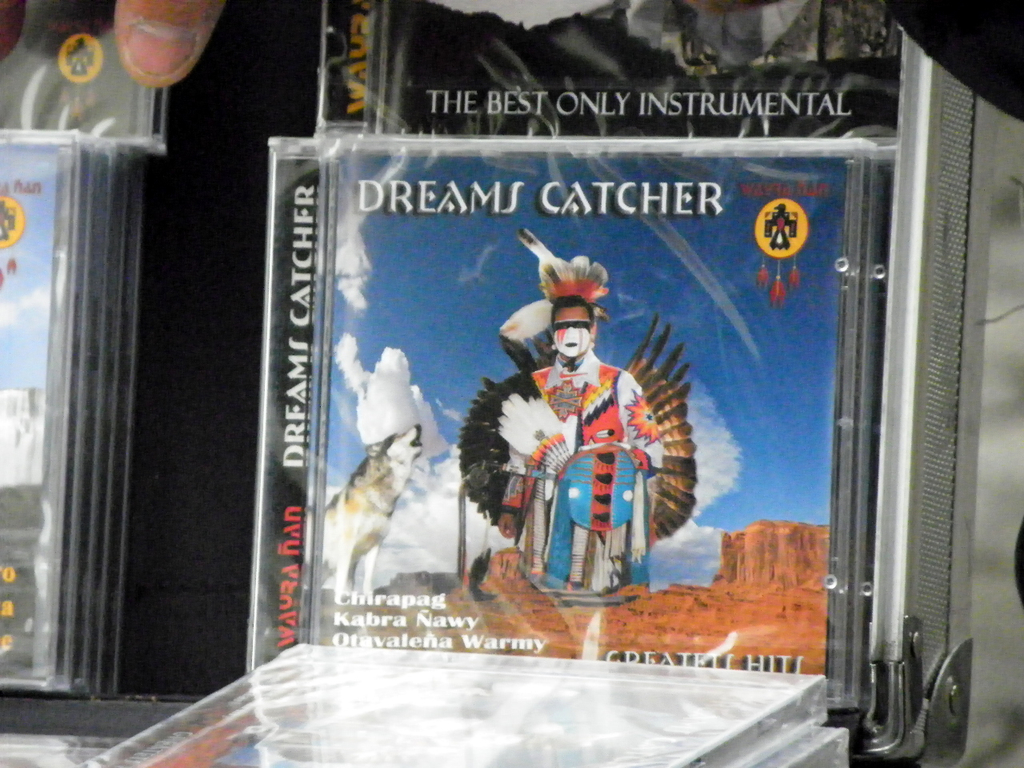 WAYRA
THE BEST ONLY INSTRUMENTAL
DREAMS CATCHER
WAYRA ÑAN
DREAMS CATCHER
WAYRA ÑAN
Chirapag
Kabra Ñawy
Otavaleña Warmy
GREATEST HITS